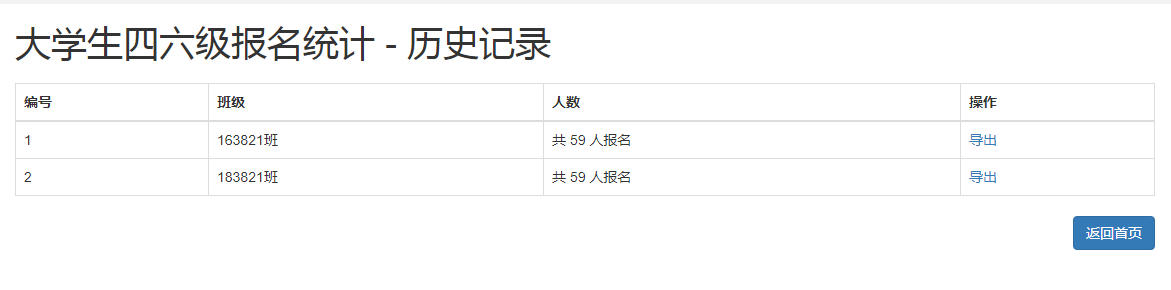 大学生四六级报名统计 - 历史记录
编号 班级 人数 操作
1 163821班 共 59 人报名 导出
2 183821班 共 59 人报名 导出
返回首页